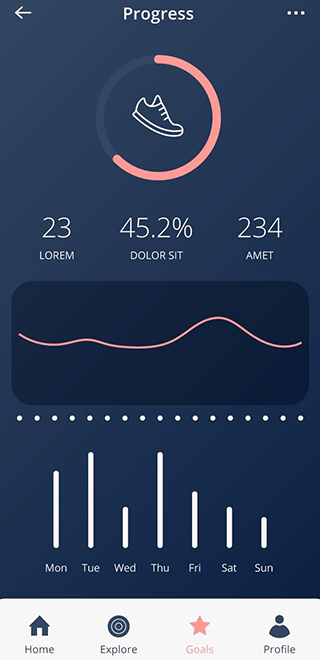 Progress
23 45.2% 234
LOREM DOLOR SIT AMET
Mon Tue Wed Thu Fri Sat Sun
Home Explore Goals Profile